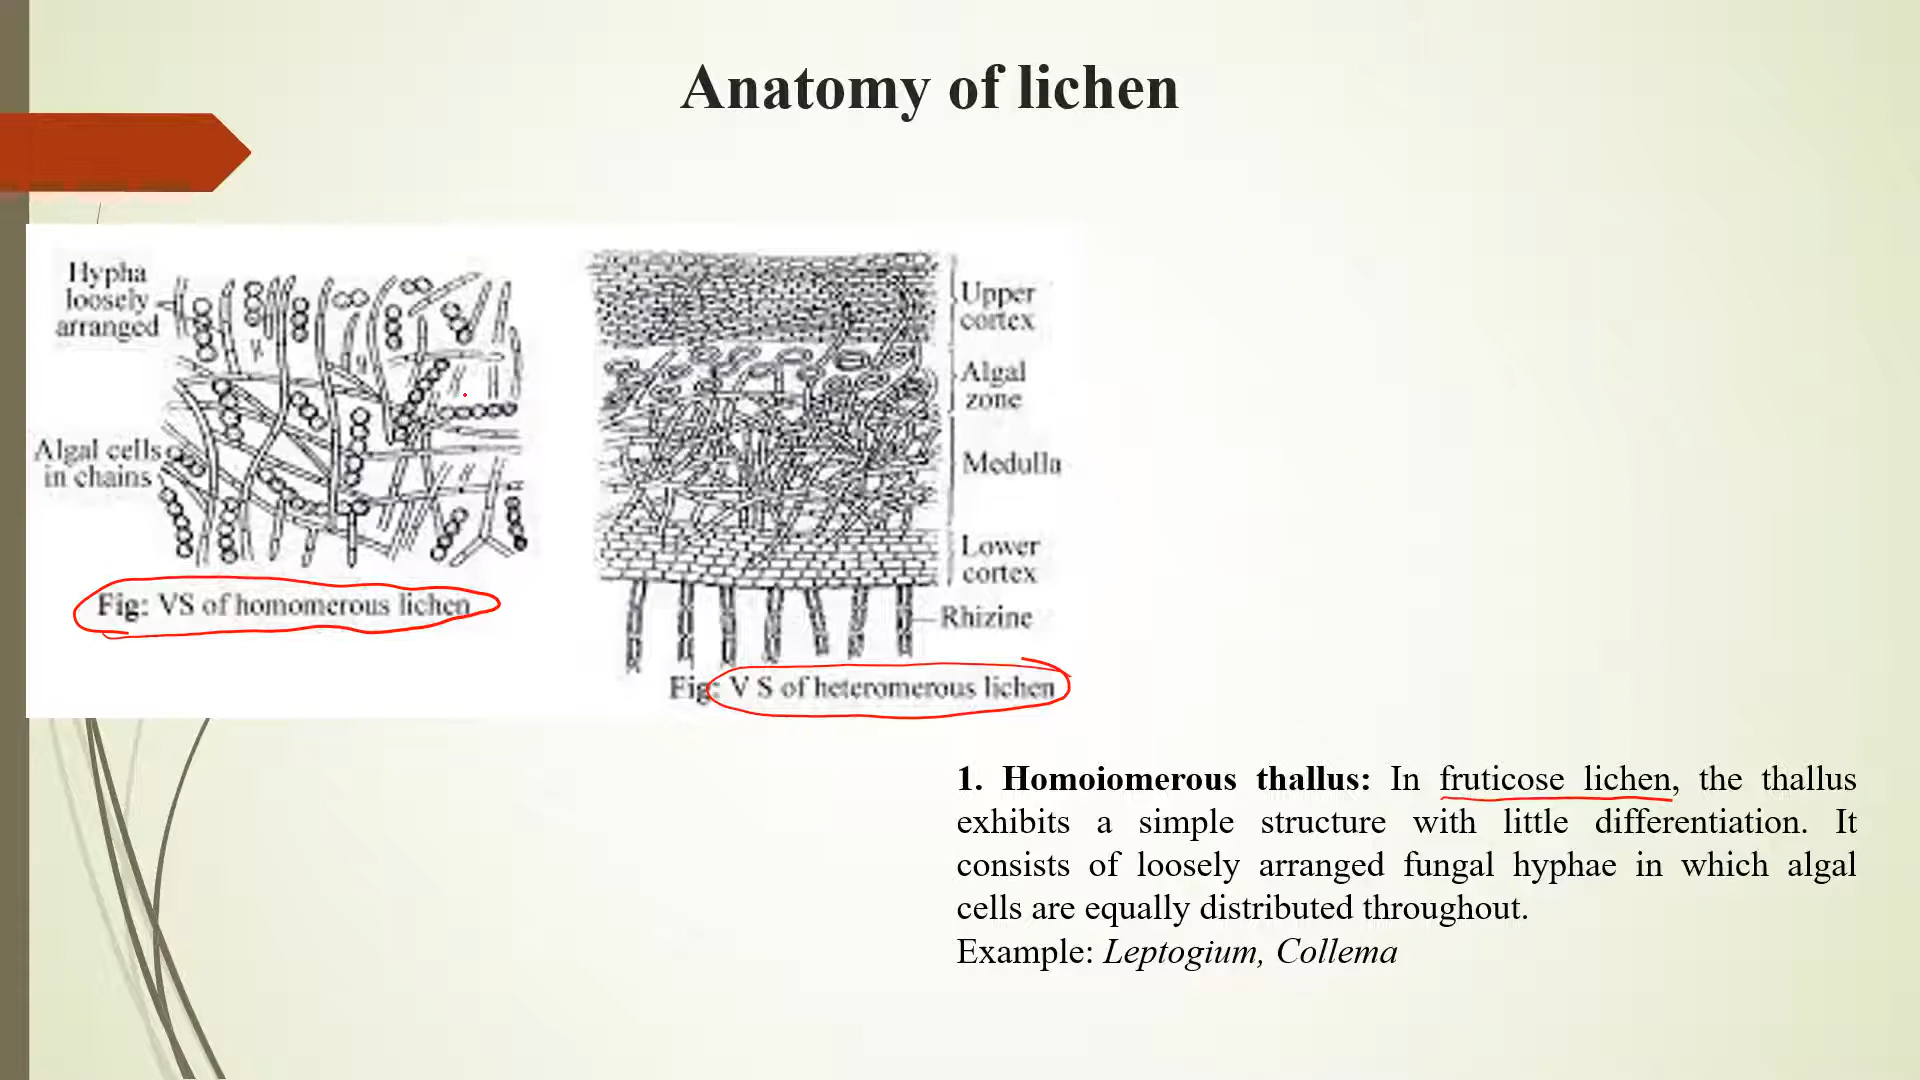 Anatomy of lichen
Hypha
loosely
arranged
Algal cells
in chains
Fig: VS of homomerous lichen
Upper
cortex
Algal
zone
Medulla
Lower
cortex
Rhizine
Fig: V S of heteromerous lichen
1. Homoiomerous thallus: In fruticose lichen, the thallus
exhibits a simple structure with little differentiation. It
consists of loosely arranged fungal hyphae in which algal
cells are equally distributed throughout.
Example: Leptogium, Collema